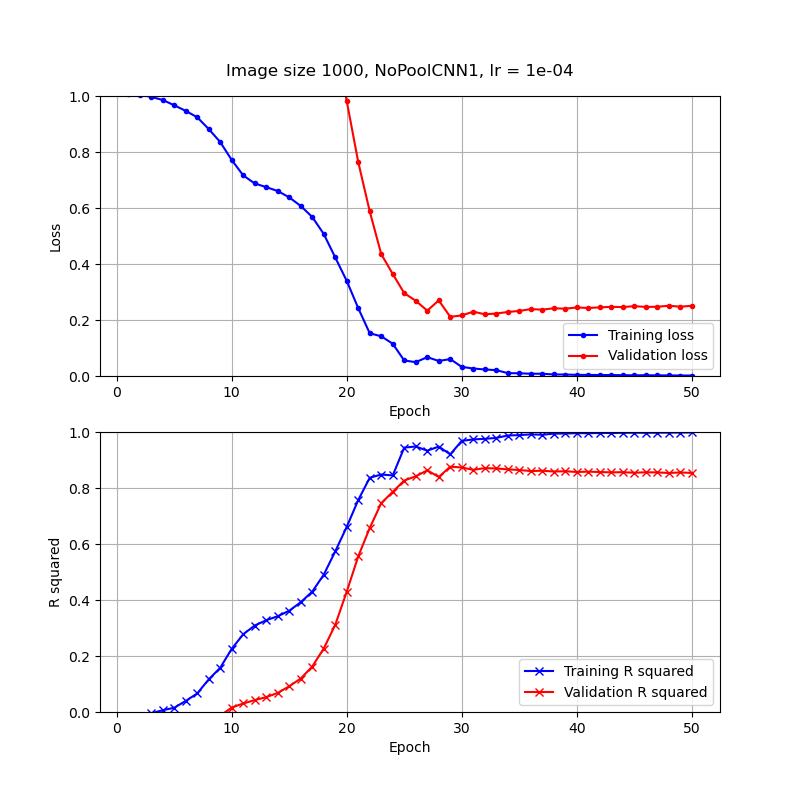 Image size 1000, NoPoolCNN1, lr = 1e-04
1.0
0.8
0.6
0.4
0.2
0.0
Loss
Training loss
Validation loss
0 10 20 30 40 50
Epoch
1.0
0.8
0.6
0.4
0.2
0.0
R squared
Training R squared
Validation R squared
0 10 20 30 40 50
Epoch